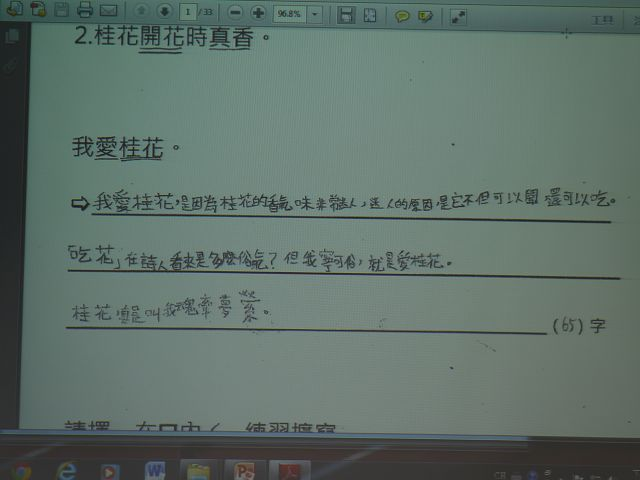 1 / 33
96.8%
工具
2.桂花開花時真香。
我愛桂花。
⇨我愛桂花,是因為桂花的香氣味非常迷人,迷人的原因,是它不但可以聞 還可以吃。
「吃花」在詩人看來是多麼俗氣?但我寧可俗,就是愛桂花。
桂花真是叫我魂牽夢縈。
(65)字